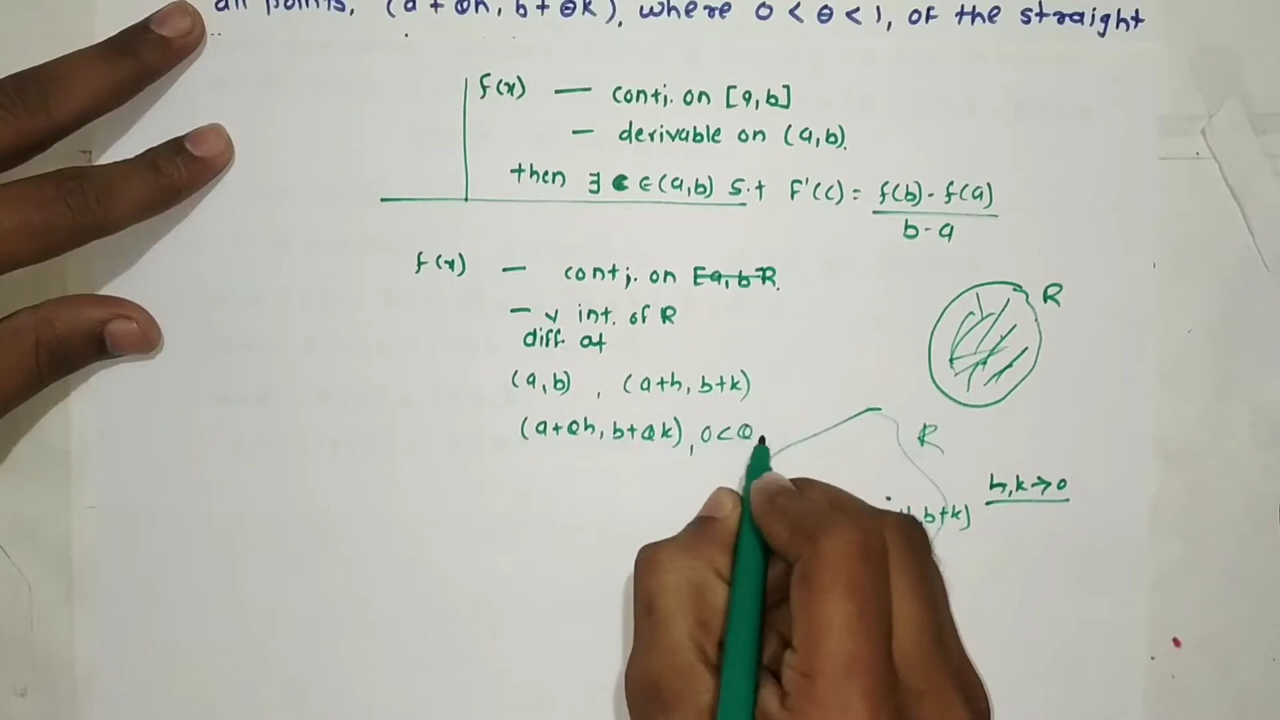 all points, (a + θh, b + θk), where 0 < θ < 1, of the straight
f(x) — conti. on [a,b]
– derivable on (a,b).
then ∃ c ∈ (a,b) s.t f'(c) = f(b) - f(a)
b - a
f(x) – conti. on [a,b R.
– ∀ int. of R
diff. at
(a,b) , (a+h, b+k)
(a+θh, b+θk), 0<θ
R
R
h,k→0
, b+k)